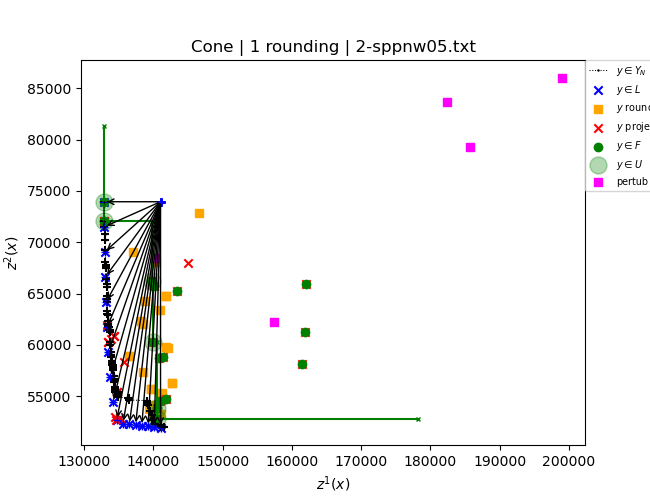 Cone | 1 rounding | 2-sppnw05.txt
z²(x)
85000
80000
75000
70000
65000
60000
55000
130000 140000 150000 160000 170000 180000 190000 200000
z¹(x)
y ∈ Y_N
y ∈ L
y roun
y proje
y ∈ F
y ∈ U
pertub